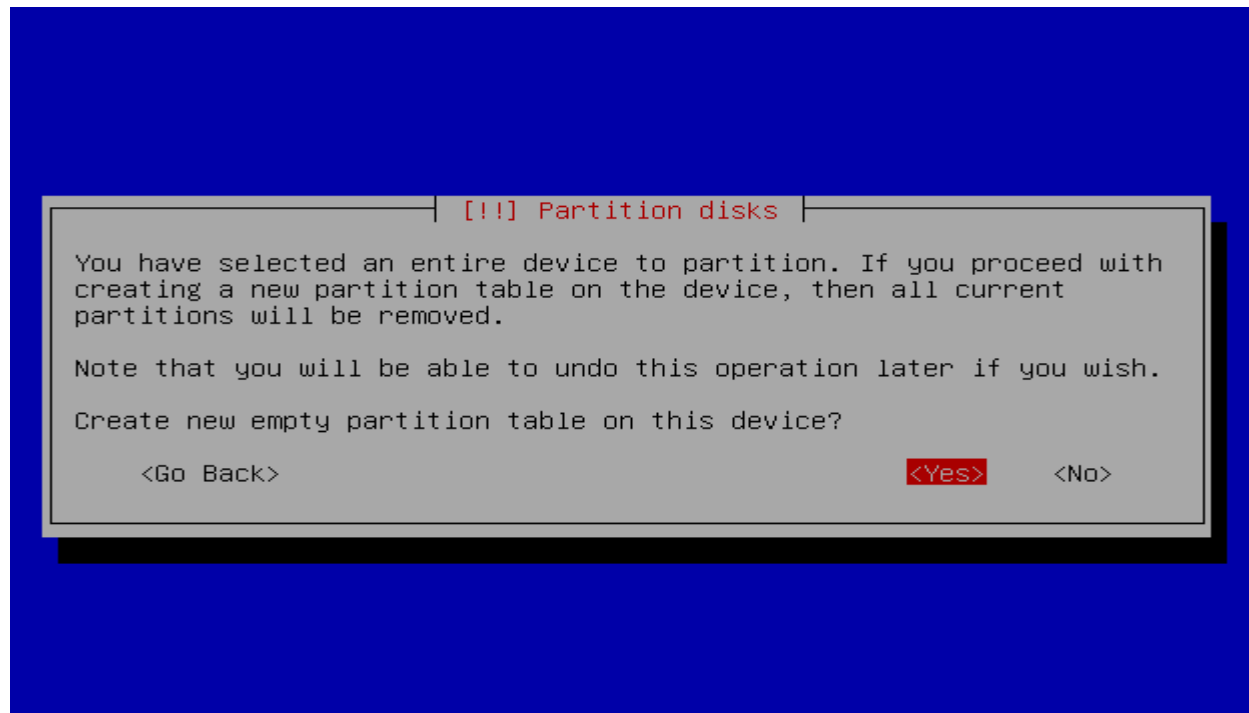 [!!] Partition disks
You have selected an entire device to partition. If you proceed with
creating a new partition table on the device, then all current
partitions will be removed.
Note that you will be able to undo this operation later if you wish.
Create new empty partition table on this device?
<Go Back> <Yes> <No>